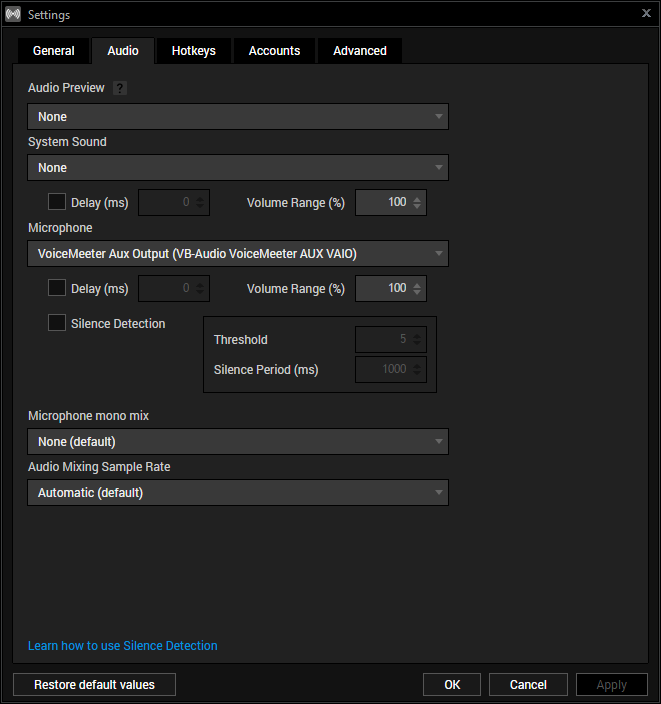 Settings
General Audio Hotkeys Accounts Advanced
Audio Preview ?
None
System Sound
None
Delay (ms) 0 Volume Range (%) 100
Microphone
VoiceMeeter Aux Output (VB-Audio VoiceMeeter AUX VAIO)
Delay (ms) 0 Volume Range (%) 100
Silence Detection
Threshold 5
Silence Period (ms) 1000
Microphone mono mix
None (default)
Audio Mixing Sample Rate
Automatic (default)
Learn how to use Silence Detection
Restore default values OK Cancel Apply